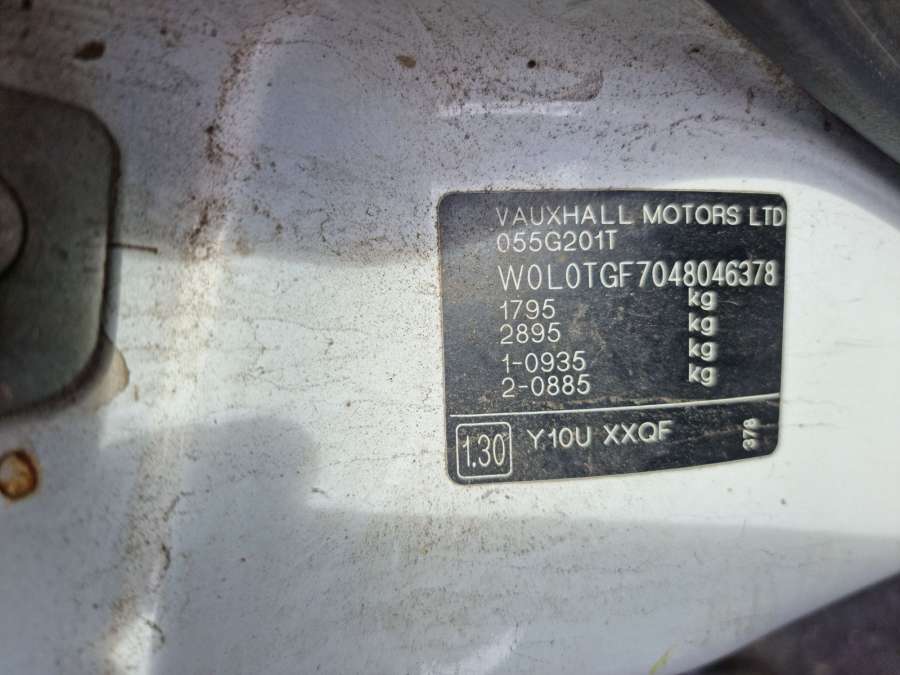 VAUXHALL MOTORS LTD
055G201T
W0L0TGF7048046378
1795 kg
2895 kg
1-0935 kg
2-0885 kg
1.30 Y10U XXQF 378